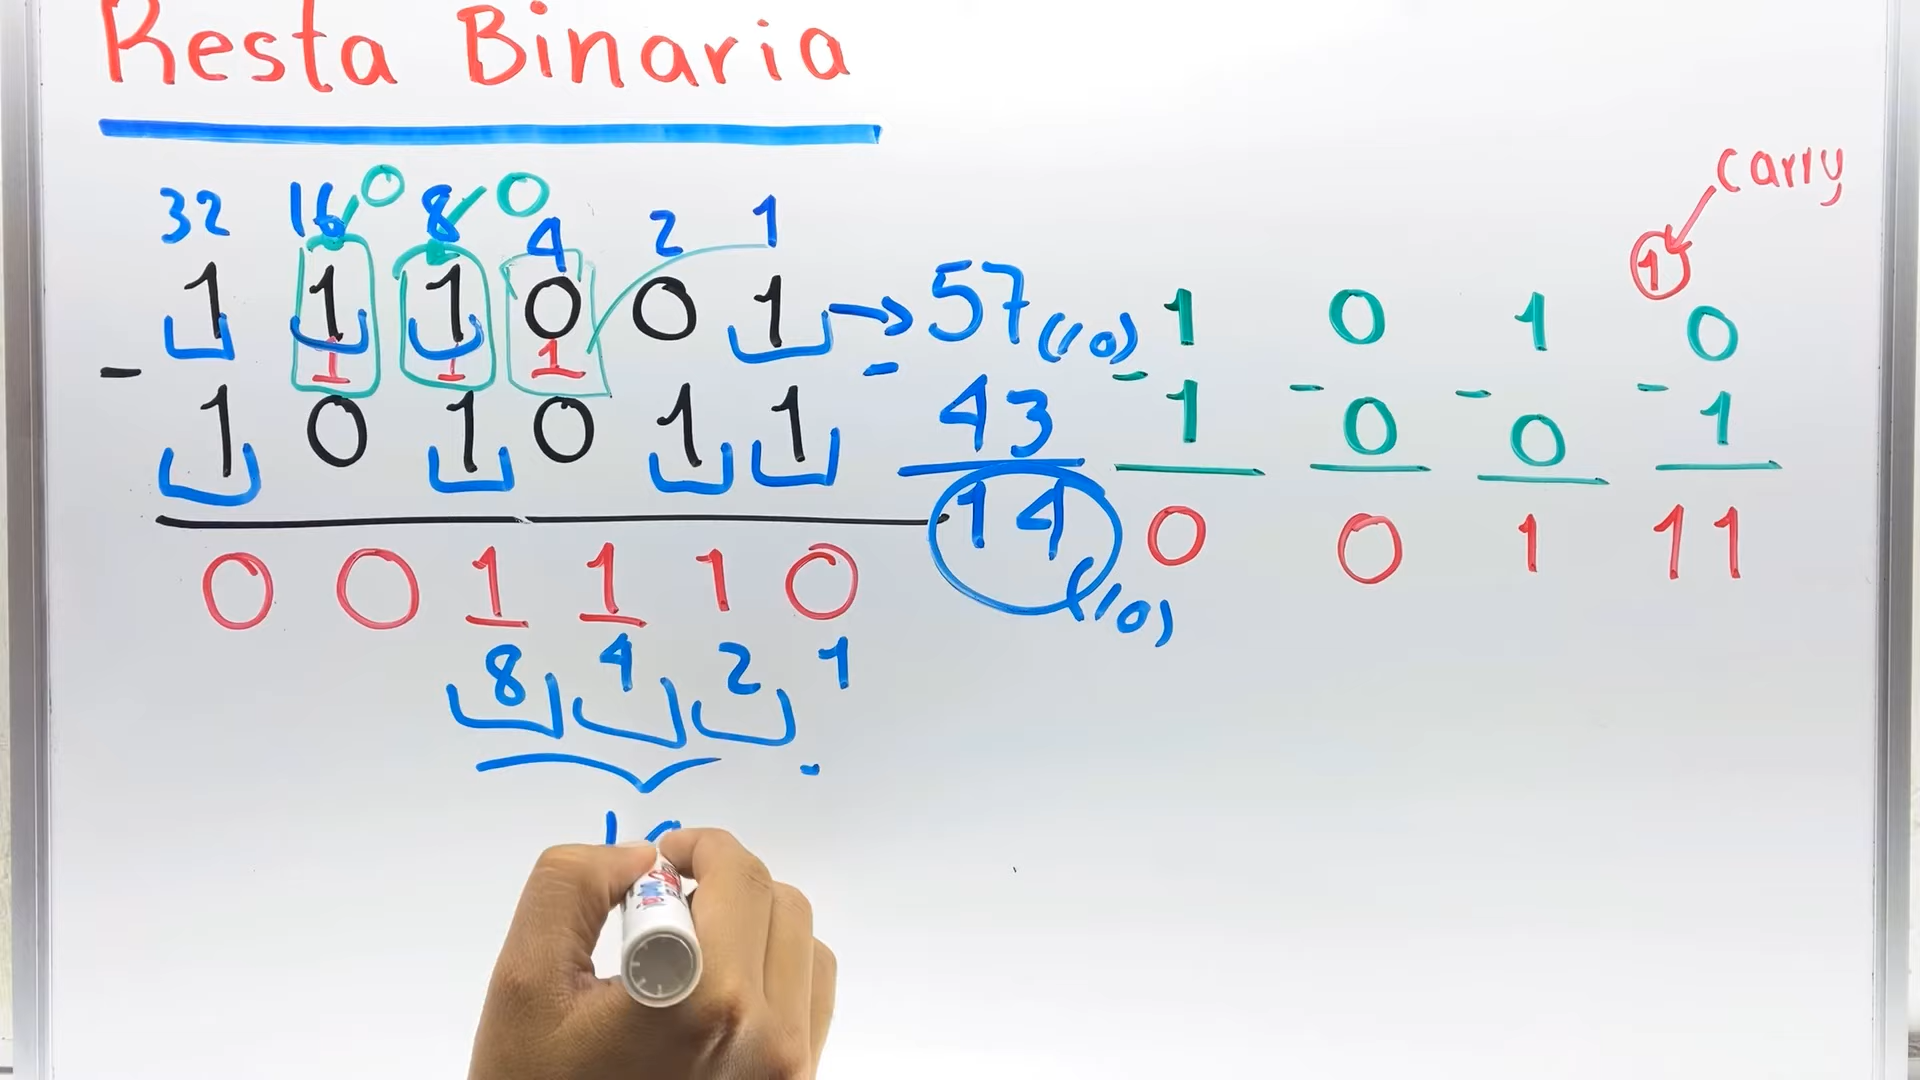 Resta Binaria
carry
0 0
32 16 8 4 2 1
1
1 1 1 0 0 1 → 57(10) 1 0 1 0
1 1 1
- 1 0 1 0 1 1 - 43 - 1 - 0 - 0 - 1
0 0 1 1 1 0 14(10) 0 0 1 11
8 4 2 1